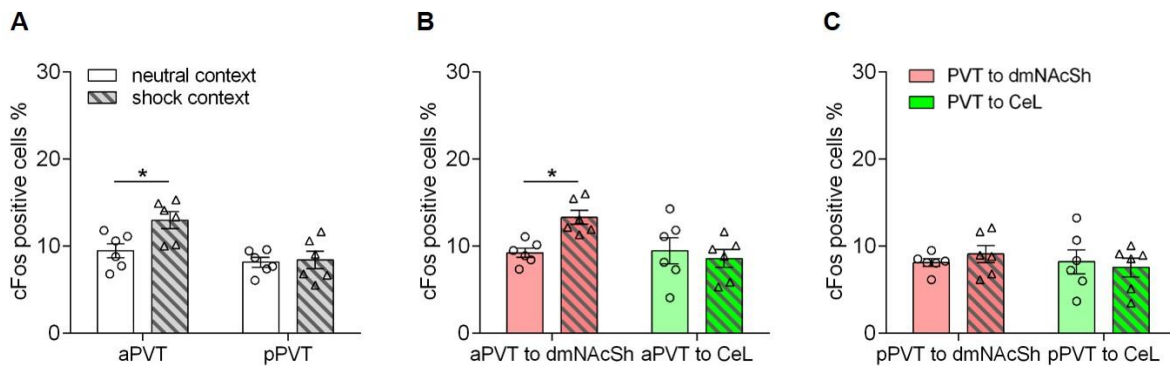 A
cFos positive cells %
30
20
10
0
neutral context
shock context
*
aPVT
pPVT
B
cFos positive cells %
30
20
10
0
*
aPVT to dmNAcSh
aPVT to CeL
C
cFos positive cells %
30
20
10
0
PVT to dmNAcSh
PVT to CeL
pPVT to dmNAcSh
pPVT to CeL